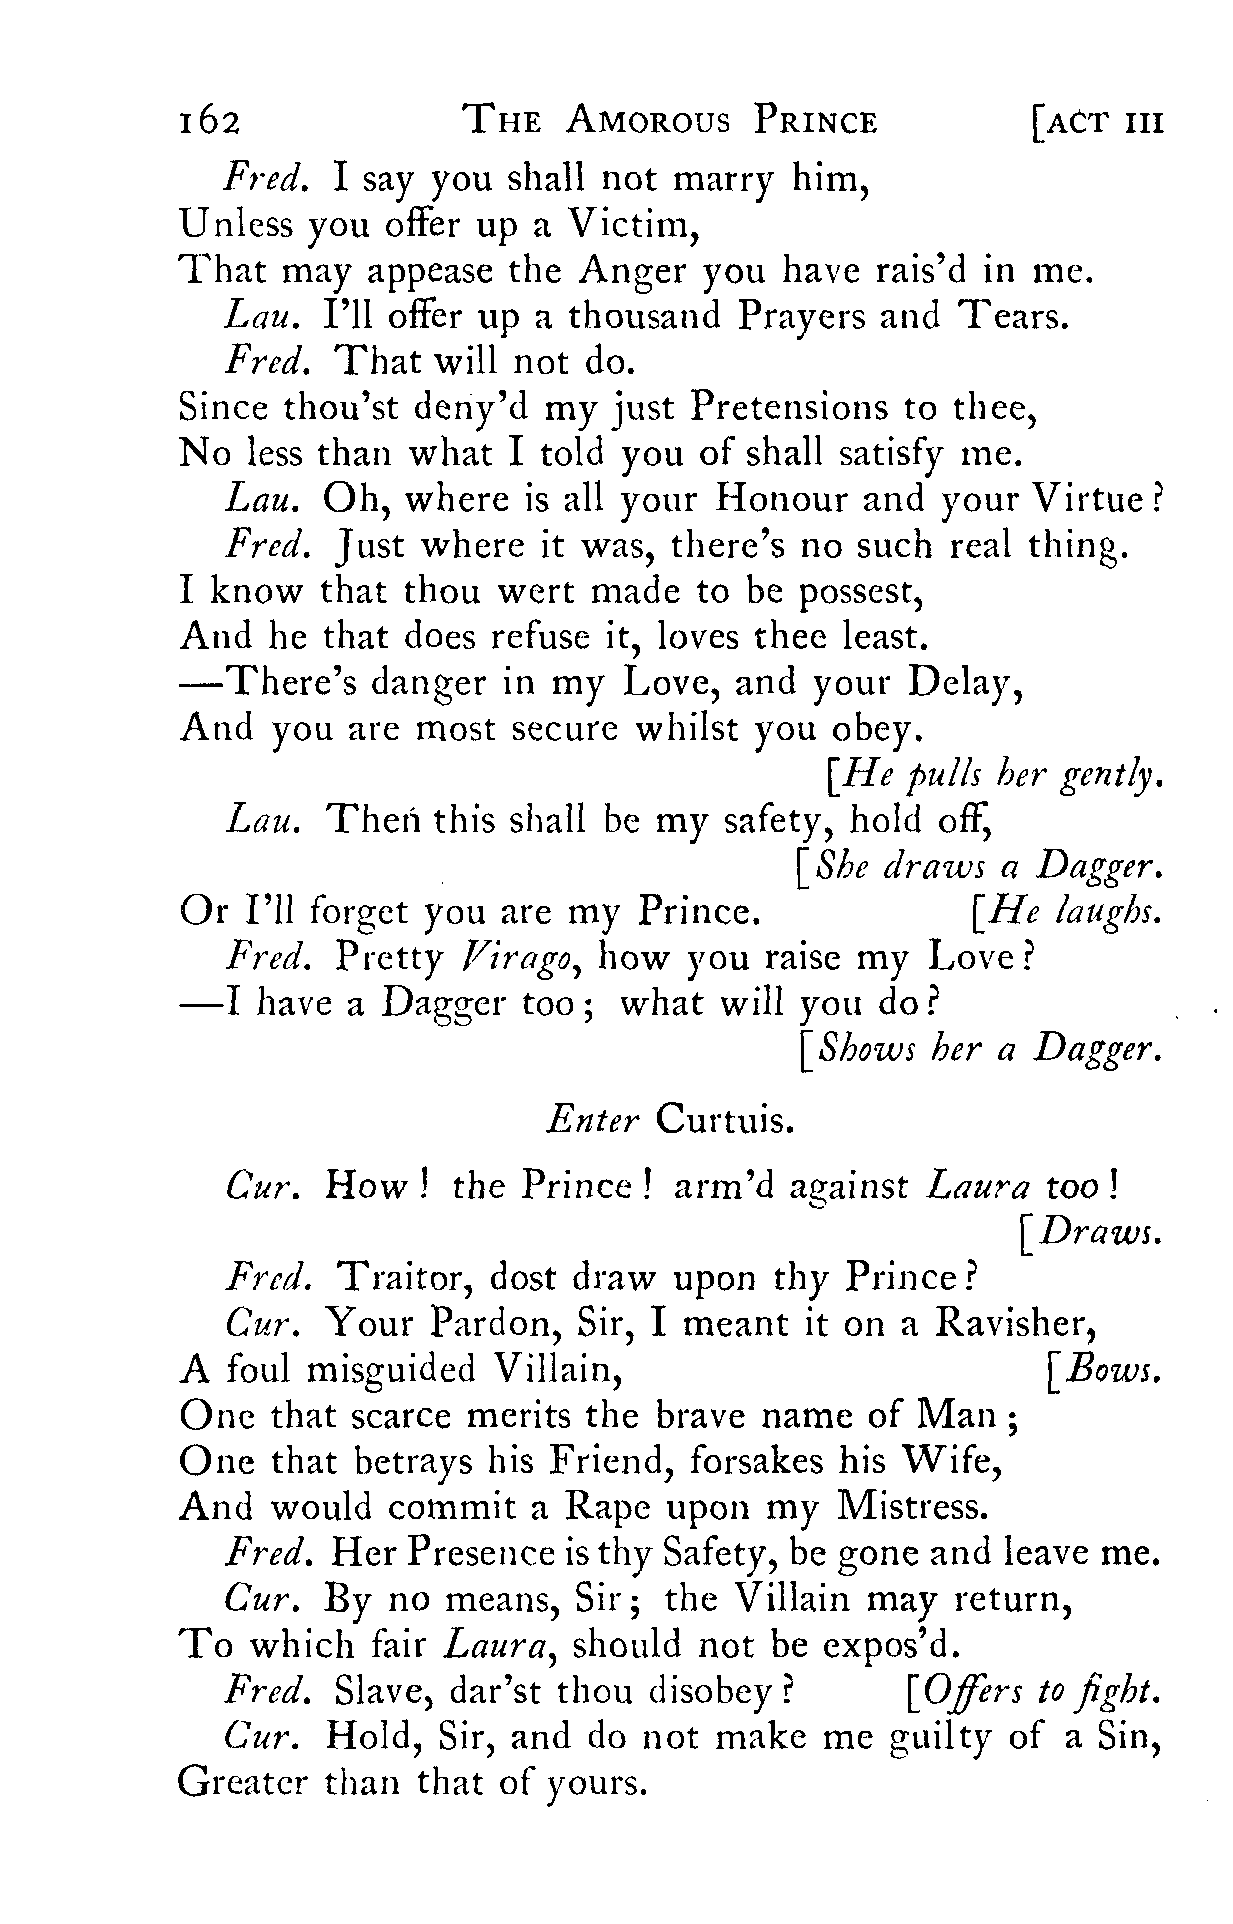 162 THE AMOROUS PRINCE [ACT III
Fred. I say you shall not marry him,
Unless you offer up a Victim,
That may appease the Anger you have rais'd in me.
Lau. I'll offer up a thousand Prayers and Tears.
Fred. That will not do.
Since thou'st deny'd my just Pretensions to thee,
No less than what I told you of shall satisfy me.
Lau. Oh, where is all your Honour and your Virtue?
Fred. Just where it was, there's no such real thing.
I know that thou wert made to be possest,
And he that does refuse it, loves thee least.
—There's danger in my Love, and your Delay,
And you are most secure whilst you obey.
[He pulls her gently.
Lau. Then this shall be my safety, hold off,
[She draws a Dagger.
Or I'll forget you are my Prince. [He laughs.
Fred. Pretty Virago, how you raise my Love?
—I have a Dagger too; what will you do?
[Shows her a Dagger.
Enter Curtuis.
Cur. How! the Prince! arm'd against Laura too!
[Draws.
Fred. Traitor, dost draw upon thy Prince?
Cur. Your Pardon, Sir, I meant it on a Ravisher,
A foul misguided Villain, [Bows.
One that scarce merits the brave name of Man;
One that betrays his Friend, forsakes his Wife,
And would commit a Rape upon my Mistress.
Fred. Her Presence is thy Safety, be gone and leave me.
Cur. By no means, Sir; the Villain may return,
To which fair Laura, should not be expos'd.
Fred. Slave, dar'st thou disobey? [Offers to fight.
Cur. Hold, Sir, and do not make me guilty of a Sin,
Greater than that of yours.